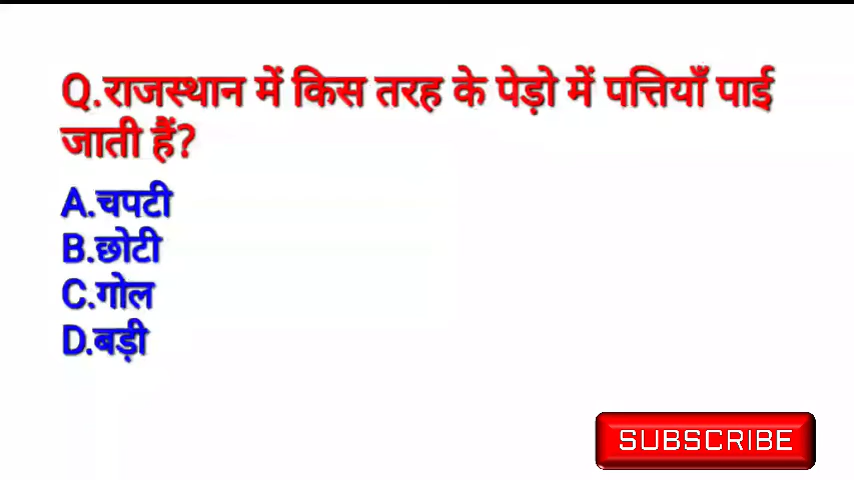 Q.राजस्थान में किस तरह के पेड़ो में पत्तियाँ पाई
जाती हैं?
A.चपटी
B.छोटी
C.गोल
D.बड़ी
SUBSCRIBE